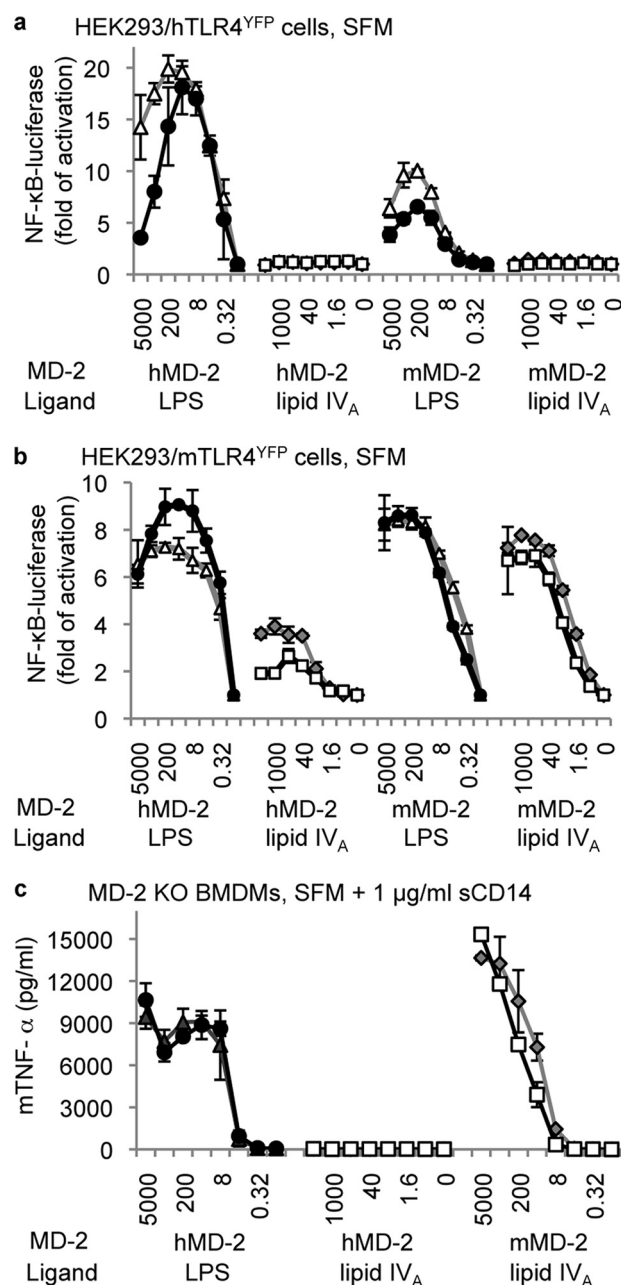 a HEK293/hTLR4YFP cells, SFM
NF-κB-luciferase
(fold of activation)
20
15
10
5
0
5000 200 8 0.32 1000 40 1.6 0 5000 200 8 0.32 1000 40 1.6 0
MD-2 hMD-2 hMD-2 mMD-2 mMD-2
Ligand LPS lipid IVA LPS lipid IVA
b HEK293/mTLR4YFP cells, SFM
NF-κB-luciferase
(fold of activation)
10
8
6
4
2
0
5000 200 8 0.32 1000 40 1.6 0 5000 200 8 0.32 1000 40 1.6 0
MD-2 hMD-2 hMD-2 mMD-2 mMD-2
Ligand LPS lipid IVA LPS lipid IVA
c MD-2 KO BMDMs, SFM + 1 µg/ml sCD14
mTNF- α (pg/ml)
15000
12000
9000
6000
3000
0
5000 200 8 0.32 1000 40 1.6 0 5000 200 8 0.32
MD-2 hMD-2 hMD-2 mMD-2
Ligand LPS lipid IVA lipid IVA